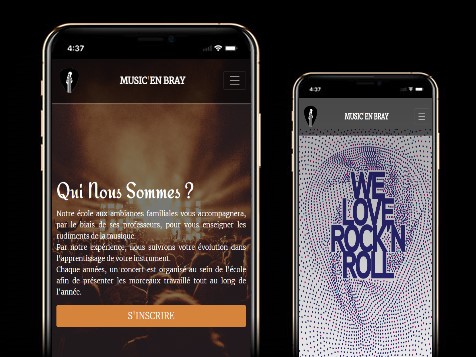 4:37
MUSIC'EN BRAY
Qui Nous Sommes ?
Notre école aux ambiances familiales vous accompagnera,
par le biais de ses professeurs, pour vous enseigner les
rudiments de la musique.
Par notre expérience, nous suivrons votre évolution dans
l'apprentissage de votre instrument.
Chaque années, un concert est organisé au sein de l'école
afin de présenter les morceaux travaillé tout au long de
l'année.
S'INSCRIRE
4:37
MUSIC'EN BRAY
WE
LOVE
ROCK'N
ROLL